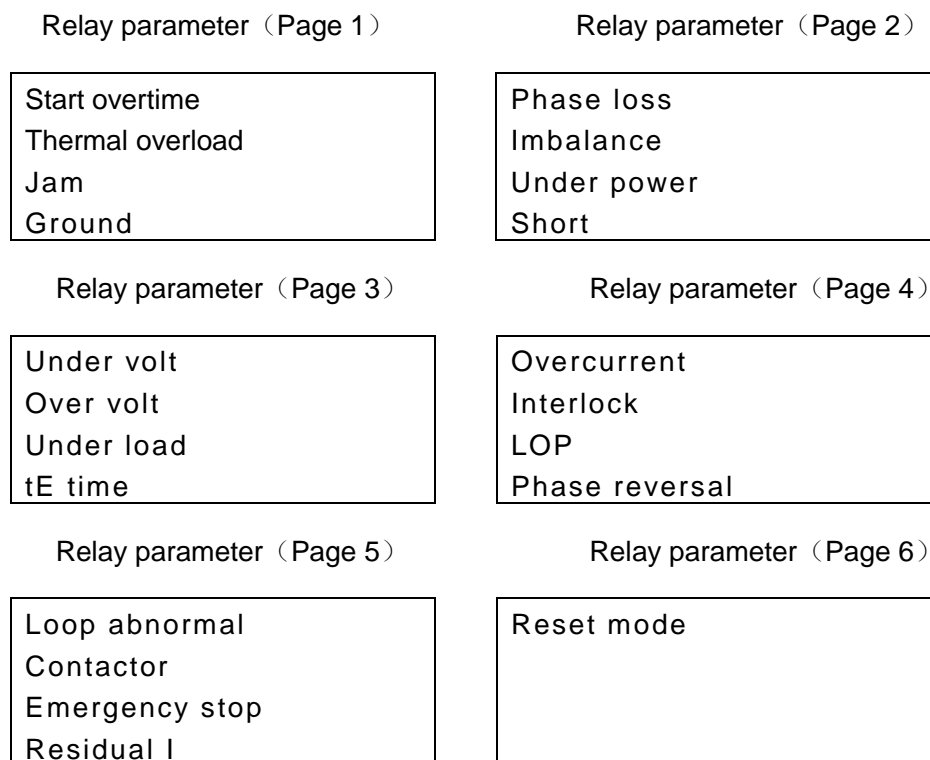 Relay parameter（Page 1）
Start overtime
Thermal overload
Jam
Ground
Relay parameter（Page 2）
Phase loss
Imbalance
Under power
Short
Relay parameter（Page 3）
Under volt
Over volt
Under load
tE time
Relay parameter（Page 4）
Overcurrent
Interlock
LOP
Phase reversal
Relay parameter（Page 5）
Loop abnormal
Contactor
Emergency stop
Residual I
Relay parameter（Page 6）
Reset mode